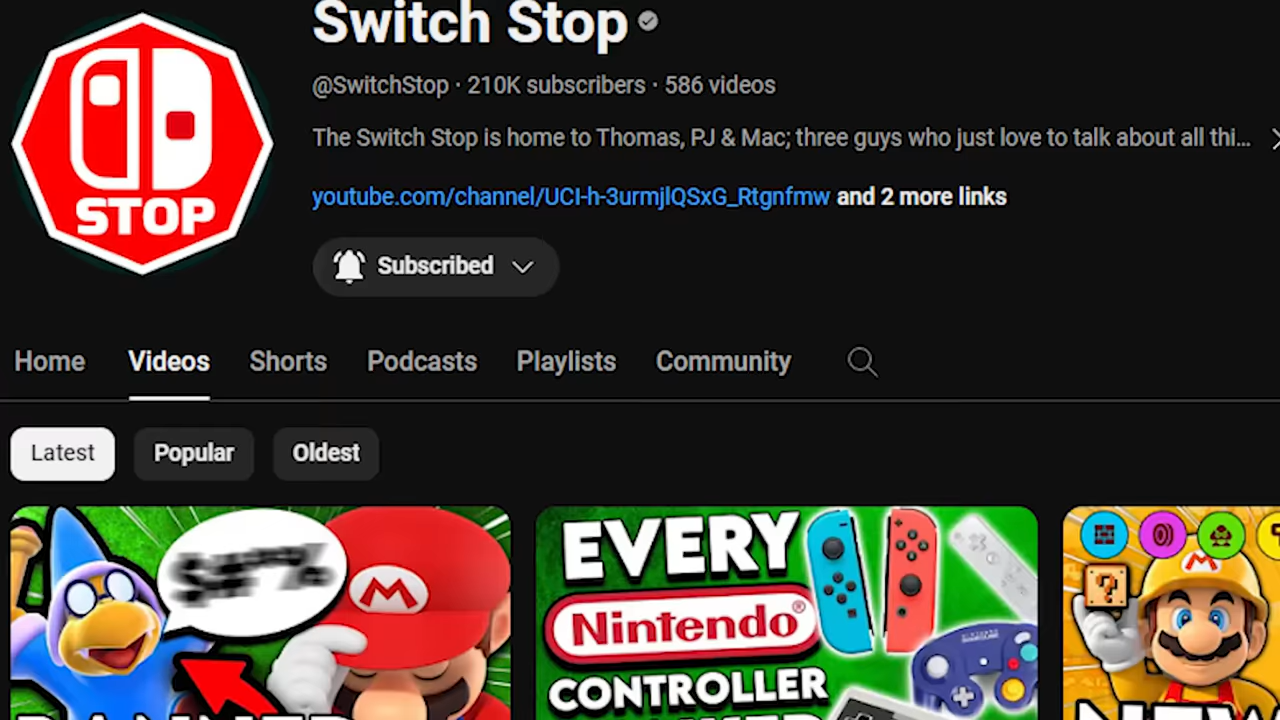 Switch Stop
@SwitchStop · 210K subscribers · 586 videos
The Switch Stop is home to Thomas, PJ & Mac; three guys who just love to talk about all thi...
youtube.com/channel/UCI-h-3urmjlQSxG_Rtgnfmw and 2 more links
STOP
Subscribed
Home Videos Shorts Podcasts Playlists Community
Latest Popular Oldest
M
EVERY
Nintendo®
CONTROLLER
M
?